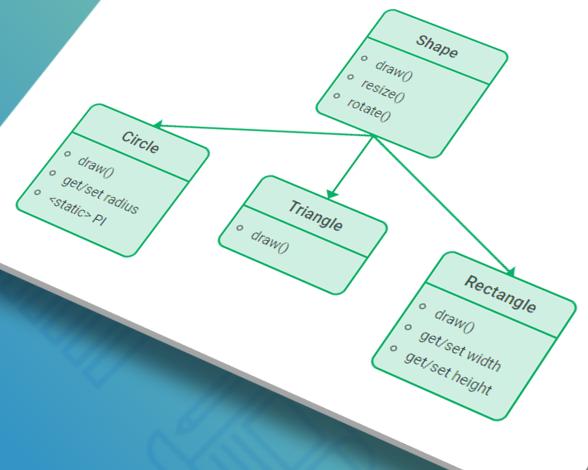 Shape
draw()
resize()
rotate()
Circle
draw()
get/set radius
<static> PI
Triangle
draw()
Rectangle
draw()
get/set width
get/set height